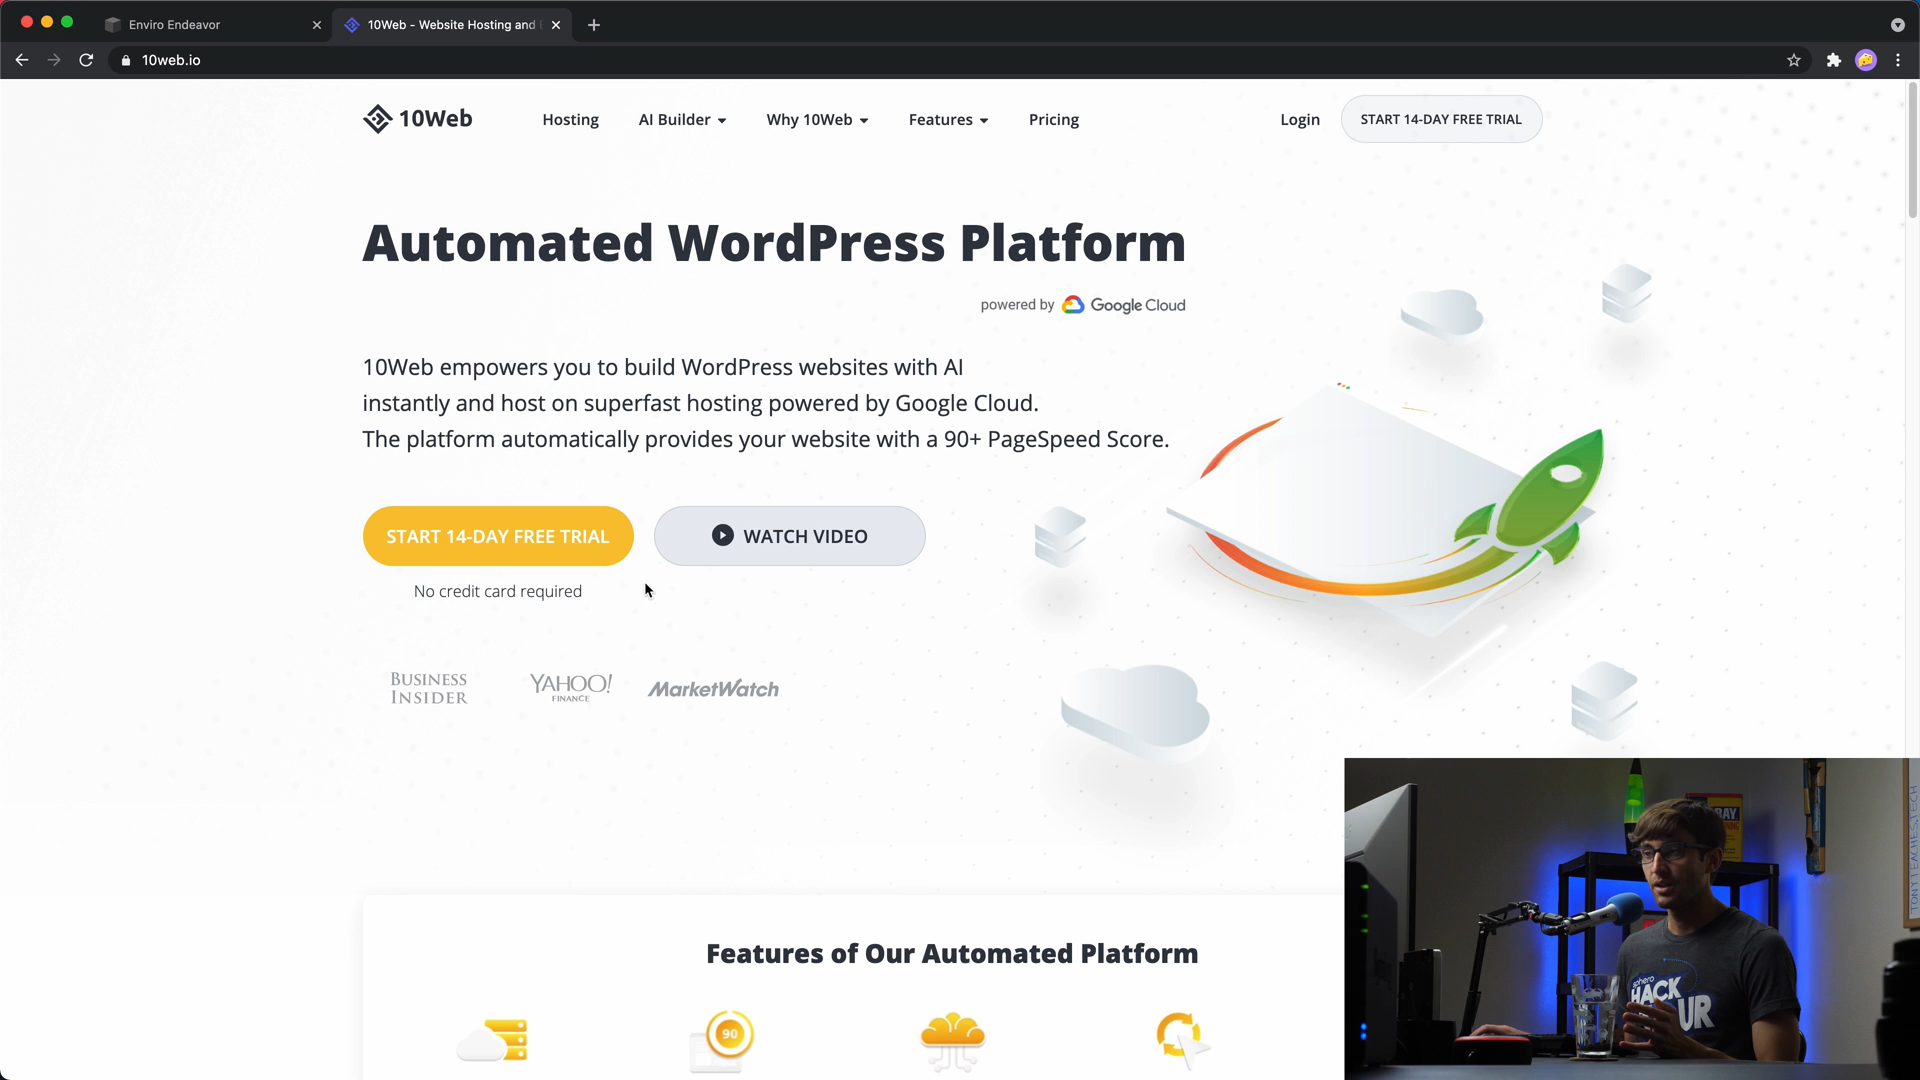 Enviro Endeavor
10Web - Website Hosting and
10web.io
10Web
Hosting
AI Builder
Why 10Web
Features
Pricing
Login
START 14-DAY FREE TRIAL
Automated WordPress Platform
powered by Google Cloud
10Web empowers you to build WordPress websites with AI
instantly and host on superfast hosting powered by Google Cloud.
The platform automatically provides your website with a 90+ PageSpeed Score.
START 14-DAY FREE TRIAL
WATCH VIDEO
No credit card required
BUSINESS
INSIDER
YAHOO!
FINANCE
MarketWatch
Features of Our Automated Platform
90
TONYTEACHES.TECH
sphero
HACK
UR